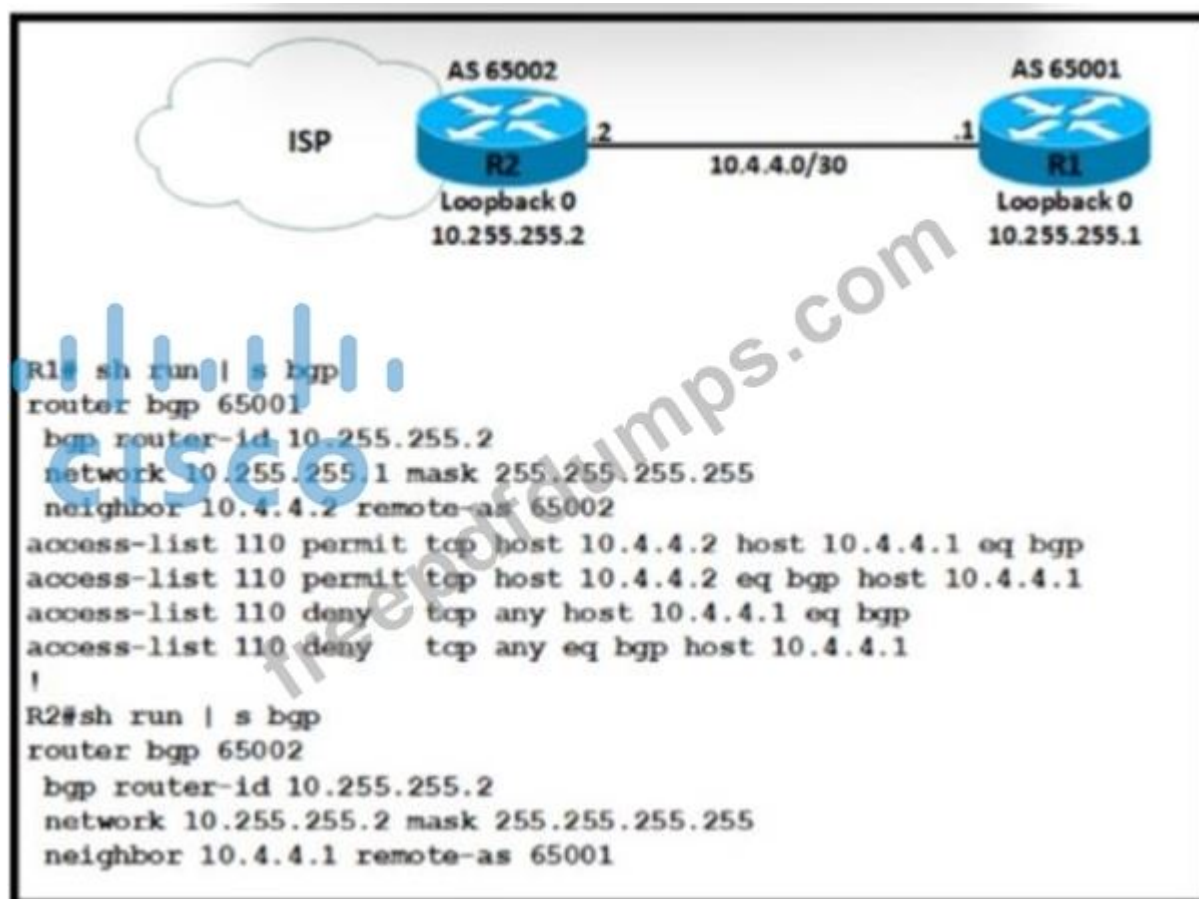 AS 65002
AS 65001
ISP
.2
.1
10.4.4.0/30
R2
R1
Loopback 0
10.255.255.2
Loopback 0
10.255.255.1
freepdfdumps.com
CISCO
R1# sh run | s bgp
router bgp 65001
bgp router-id 10.255.255.2
network 10.255.255.1 mask 255.255.255.255
neighbor 10.4.4.2 remote-as 65002
access-list 110 permit tcp host 10.4.4.2 host 10.4.4.1 eq bgp
access-list 110 permit tcp host 10.4.4.2 eq bgp host 10.4.4.1
access-list 110 deny tcp any host 10.4.4.1 eq bgp
access-list 110 deny tcp any eq bgp host 10.4.4.1
!
R2#sh run | s bgp
router bgp 65002
bgp router-id 10.255.255.2
network 10.255.255.2 mask 255.255.255.255
neighbor 10.4.4.1 remote-as 65001